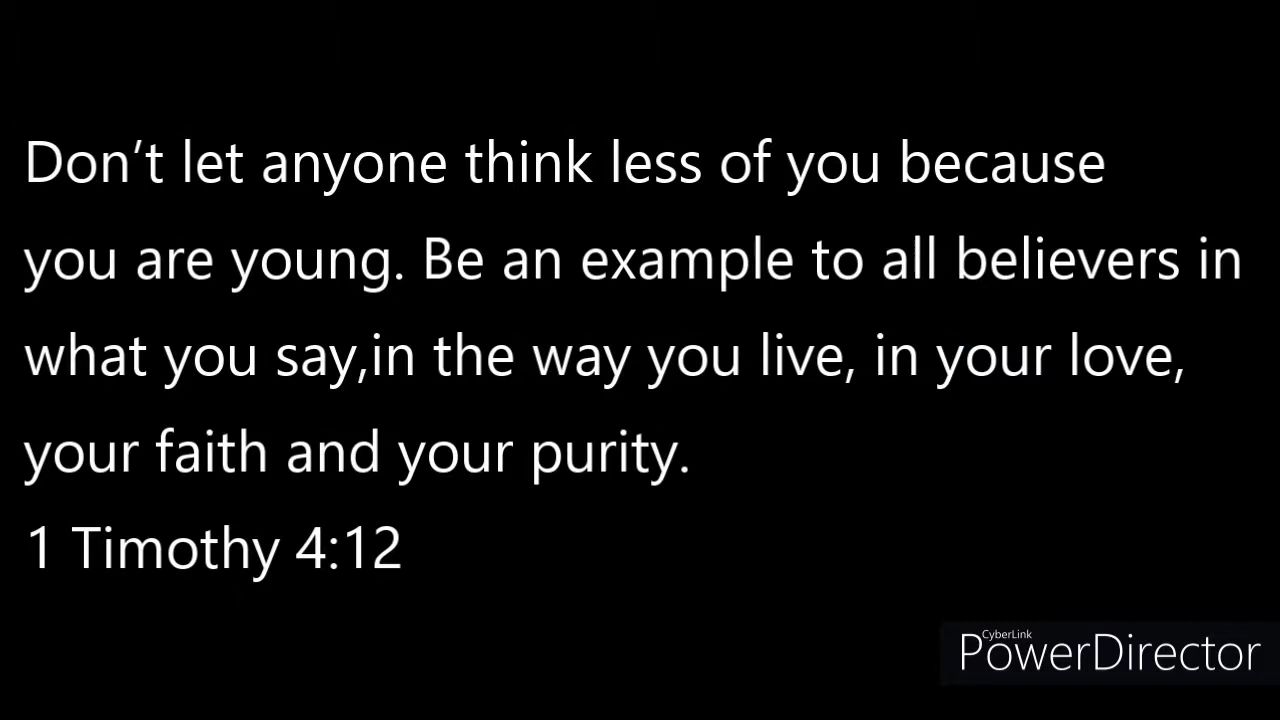 Don’t let anyone think less of you because
you are young. Be an example to all believers in
what you say,in the way you live, in your love,
your faith and your purity.
1 Timothy 4:12
CyberLink
PowerDirector